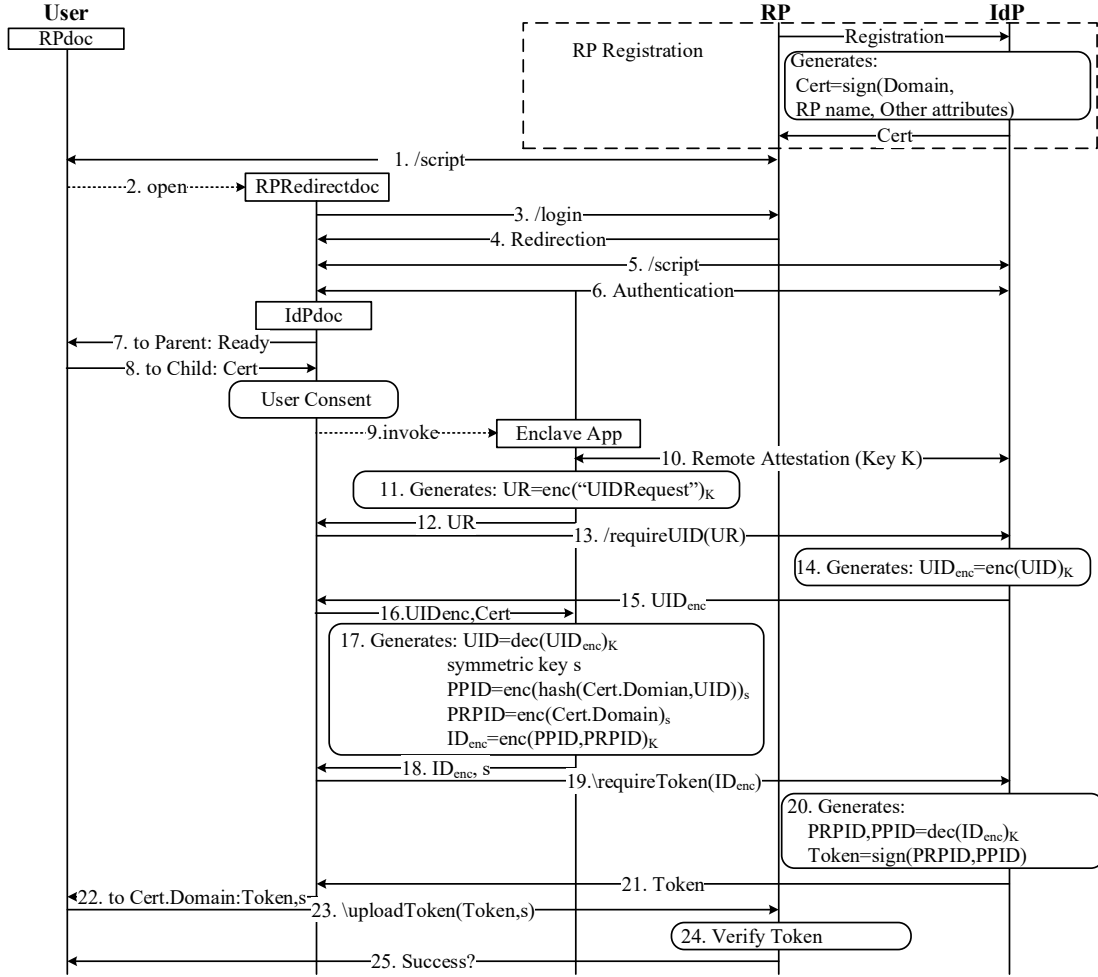 User
RP
IdP
RPdoc
RP Registration
Registration
Generates:
Cert=sign(Domain,
RP name, Other attributes)
Cert
1. /script
2. open
RPRedirectdoc
3. /login
4. Redirection
5. /script
6. Authentication
IdPdoc
7. to Parent: Ready
8. to Child: Cert
User Consent
9.invoke
Enclave App
10. Remote Attestation (Key K)
11. Generates: UR=enc(“UIDRequest”)K
12. UR
13. /requireUID(UR)
14. Generates: UIDenc=enc(UID)K
15. UIDenc
16.UIDenc,Cert
17. Generates: UID=dec(UIDenc)K
symmetric key s
PPID=enc(hash(Cert.Domian,UID))s
PRPID=enc(Cert.Domain)s
IDenc=enc(PPID,PRPID)K
18. IDenc, s
19.\requireToken(IDenc)
20. Generates:
PRPID,PPID=dec(IDenc)K
Token=sign(PRPID,PPID)
21. Token
22. to Cert.Domain:Token,s
23. \uploadToken(Token,s)
24. Verify Token
25. Success?